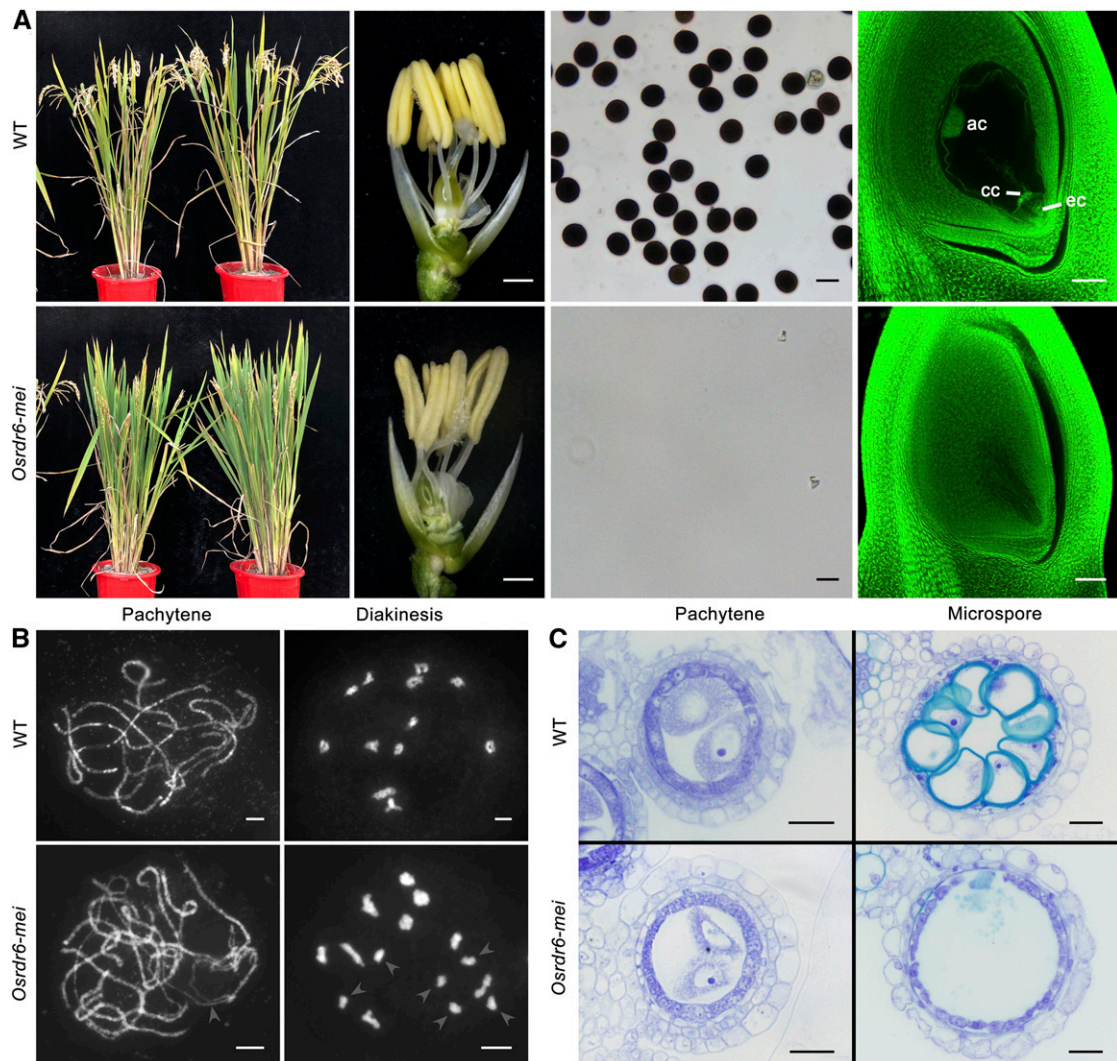 A
WT
ac
cc
ec
Osrdr6-mei
Pachytene
Diakinesis
Pachytene
Microspore
B
C
WT
WT
Osrdr6-mei
Osrdr6-mei